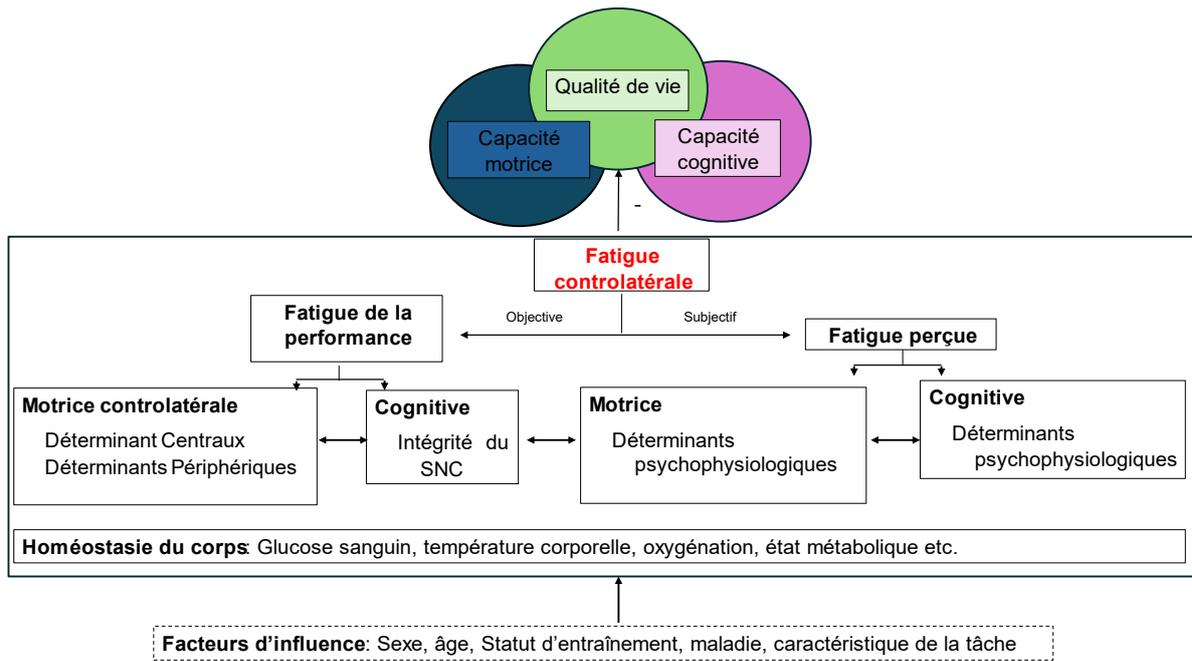 Qualité de vie
Capacité
motrice
Capacité
cognitive
-
Fatigue
controlatérale
Fatigue de la
performance
Objective
Subjectif
Fatigue perçue
Motrice controlatérale
Déterminant Centraux
Déterminants Périphériques
Cognitive
Intégrité du
SNC
Motrice
Déterminants
psychophysiologiques
Cognitive
Déterminants
psychophysiologiques
Homéostasie du corps: Glucose sanguin, température corporelle, oxygénation, état métabolique etc.
Facteurs d’influence: Sexe, âge, Statut d’entraînement, maladie, caractéristique de la tâche